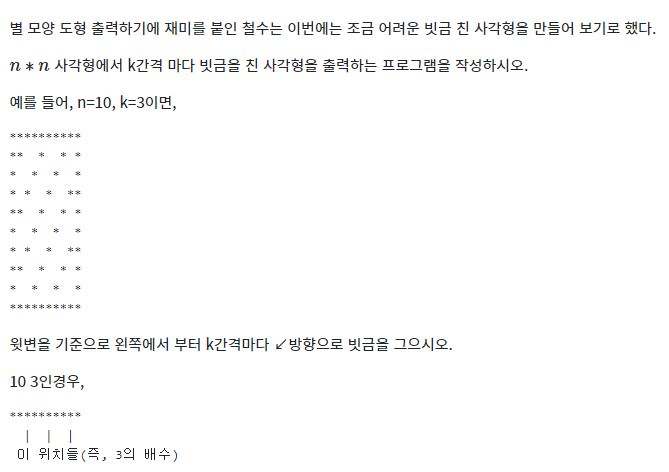 별 모양 도형 출력하기에 재미를 붙인 철수는 이번에는 조금 어려운 빗금 친 사각형을 만들어 보기로 했다.
n * n 사각형에서 k간격 마다 빗금을 친 사각형을 출력하는 프로그램을 작성하시오.
예를 들어, n=10, k=3이면,
**********
**  *  * *
*  *  *  *
* *  *  **
**  *  * *
*  *  *  *
* *  *  **
**  *  * *
*  *  *  *
**********
윗변을 기준으로 왼쪽에서 부터 k간격마다 ↙방향으로 빗금을 그으시오.
10 3인경우,
**********
  |  |  |
 이 위치들(즉, 3의 배수)